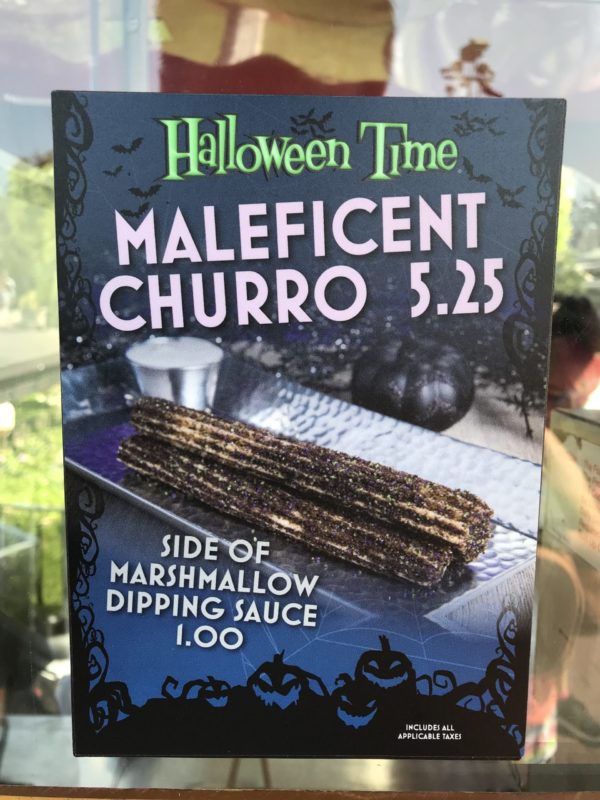 Halloween Time
MALEFICENT
CHURRO 5.25
SIDE OF
MARSHMALLOW
DIPPING SAUCE
1.00
INCLUDES ALL
APPLICABLE TAXES